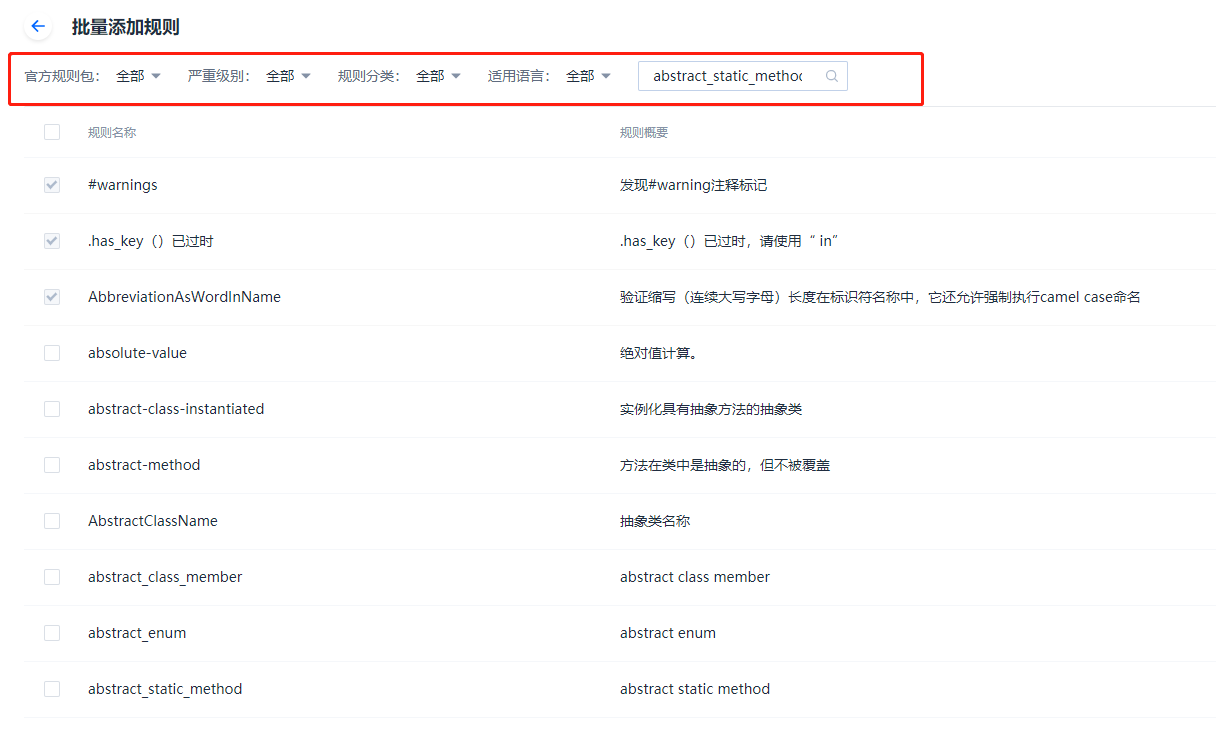 批量添加规则
官方规则包： 全部 严重级别： 全部 规则分类： 全部 适用语言： 全部 abstract_static_method
规则名称 规则概要
#warnings 发现#warning注释标记
.has_key（）已过时 .has_key（）已过时，请使用“ in”
AbbreviationAsWordInName 验证缩写（连续大写字母）长度在标识符名称中，它还允许强制执行camel case命名
absolute-value 绝对值计算。
abstract-class-instantiated 实例化具有抽象方法的抽象类
abstract-method 方法在类中是抽象的，但不被覆盖
AbstractClassName 抽象类名称
abstract_class_member abstract class member
abstract_enum abstract enum
abstract_static_method abstract static method